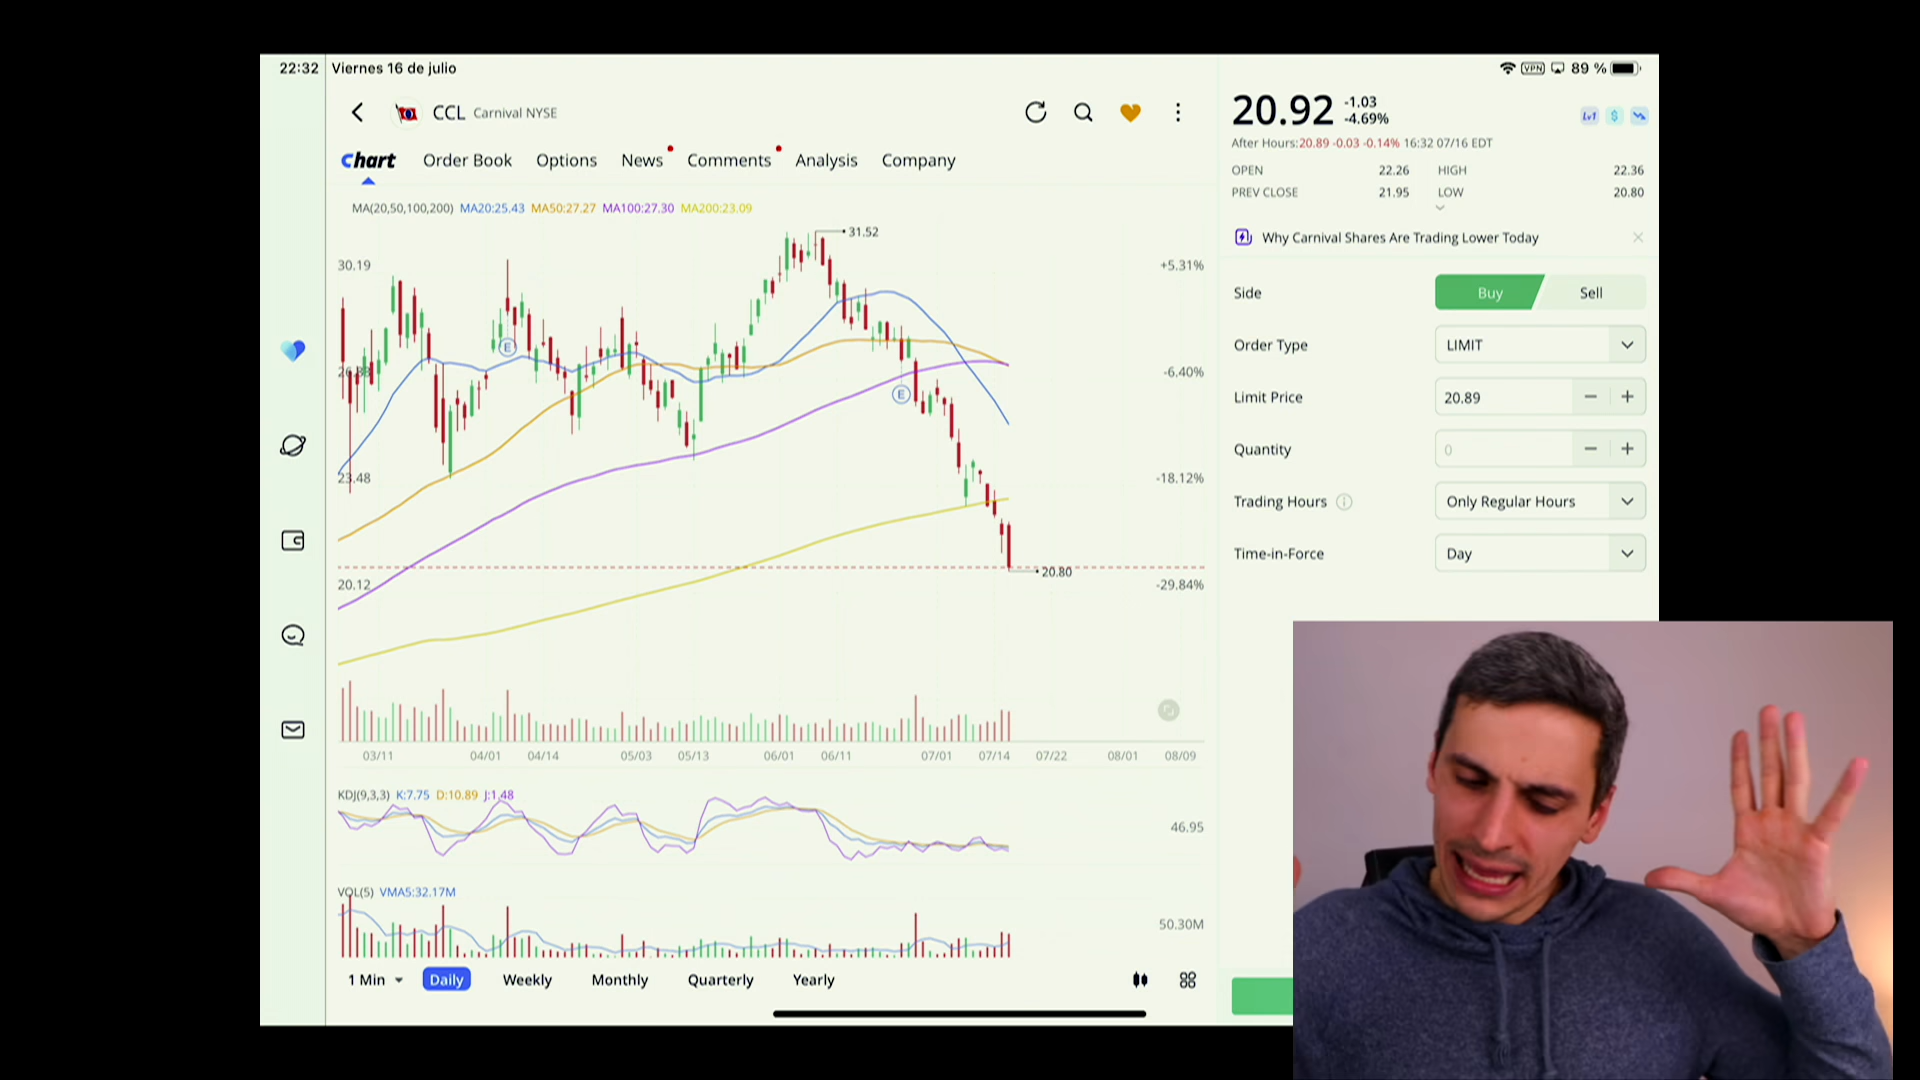 22:32 Viernes 16 de julio
VPN 89 %
CCL Carnival NYSE
Chart Order Book Options News Comments Analysis Company
MA(20,50,100,200) MA20:25.43 MA50:27.27 MA100:27.30 MA200:23.09
31.52
30.19 +5.31%
-6.40%
E
E
23.48 -18.12%
20.80
20.12 -29.84%
03/11 04/01 04/14 05/03 05/13 06/01 06/11 07/01 07/14 07/22 08/01 08/09
KDJ(9,3,3) K:7.75 D:10.89 J:1.48
46.95
VOL(5) VMA5:32.17M
50.30M
1 Min Daily Weekly Monthly Quarterly Yearly
20.92 -1.03
-4.69%
Lv1 $
After Hours:20.89 -0.03 -0.14% 16:32 07/16 EDT
OPEN 22.26 HIGH 22.36
PREV CLOSE 21.95 LOW 20.80
Why Carnival Shares Are Trading Lower Today
Side Buy Sell
Order Type LIMIT
Limit Price 20.89
Quantity 0
Trading Hours Only Regular Hours
Time-in-Force Day